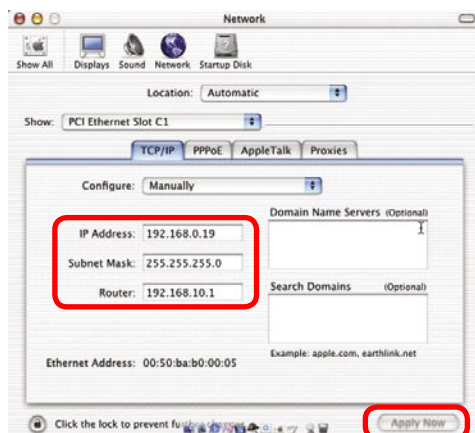 Network
Show All Displays Sound Network Startup Disk
Location: Automatic
Show: PCI Ethernet Slot C1
TCP/IP PPPoE AppleTalk Proxies
Configure: Manually
Domain Name Servers (Optional)
IP Address: 192.168.0.19
Subnet Mask: 255.255.255.0
Router: 192.168.10.1
Search Domains (Optional)
Example: apple.com, earthlink.net
Ethernet Address: 00:50:ba:b0:00:05
Click the lock to prevent
Apply Now